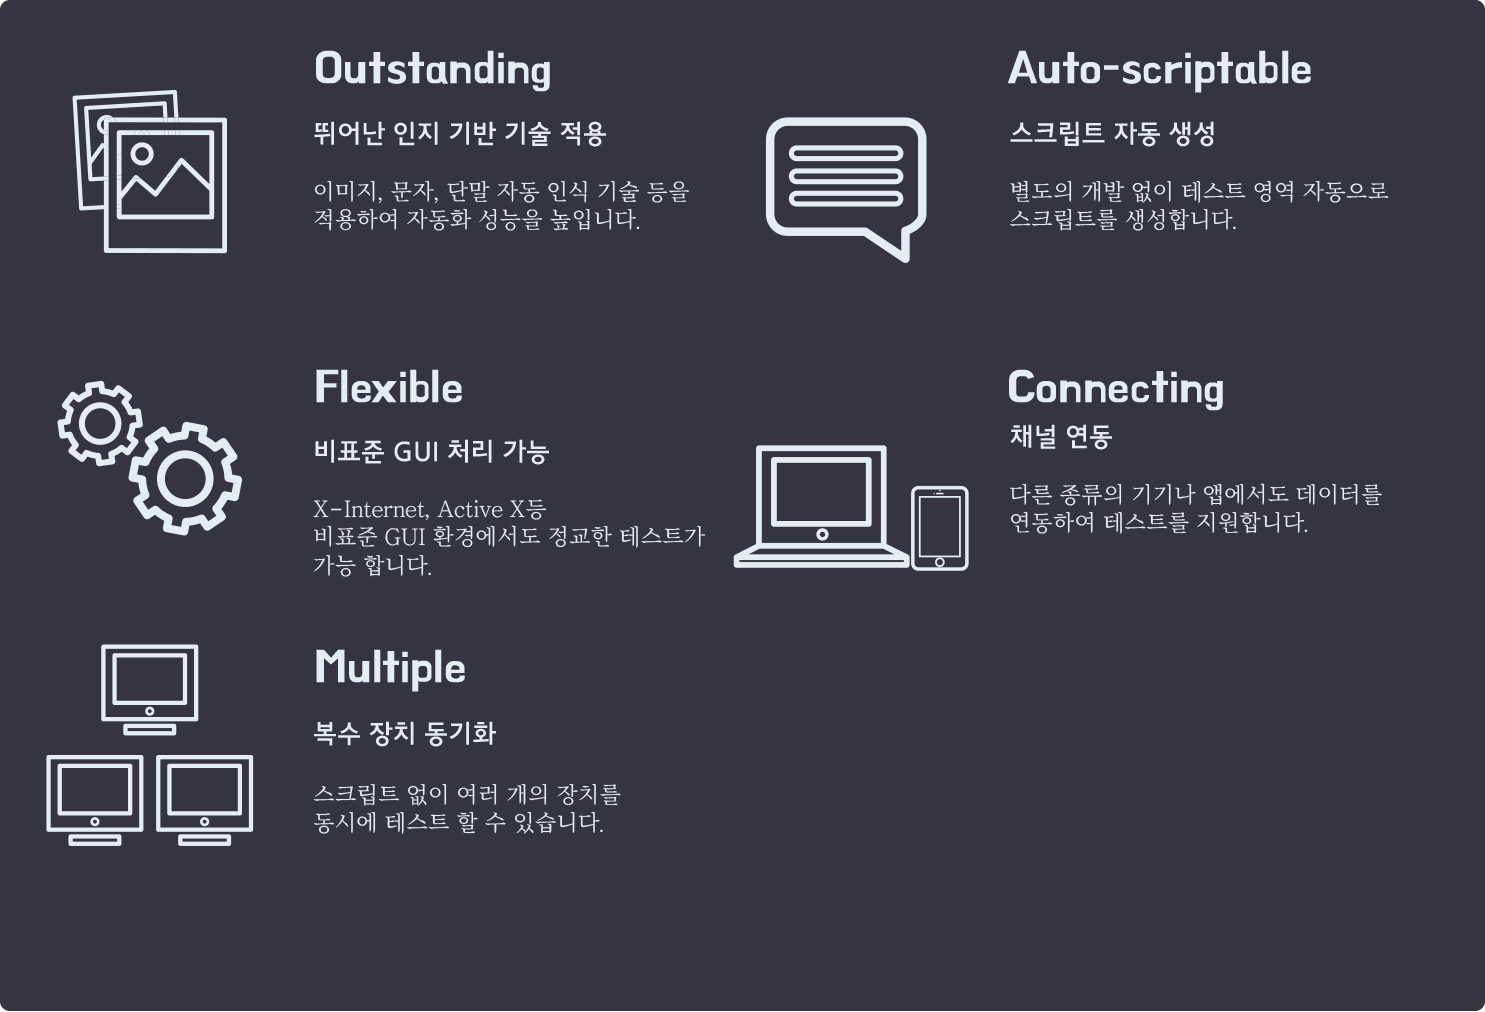 Outstanding
뛰어난 인지 기반 기술 적용
이미지, 문자, 단말 자동 인식 기술 등을
적용하여 자동화 성능을 높입니다.
Auto-scriptable
스크립트 자동 생성
별도의 개발 없이 테스트 영역 자동으로
스크립트를 생성합니다.
Flexible
비표준 GUI 처리 가능
X-Internet, Active X등
비표준 GUI 환경에서도 정교한 테스트가
가능 합니다.
Connecting
채널 연동
다른 종류의 기기나 앱에서도 데이터를
연동하여 테스트를 지원합니다.
Multiple
복수 장치 동기화
스크립트 없이 여러 개의 장치를
동시에 테스트 할 수 있습니다.